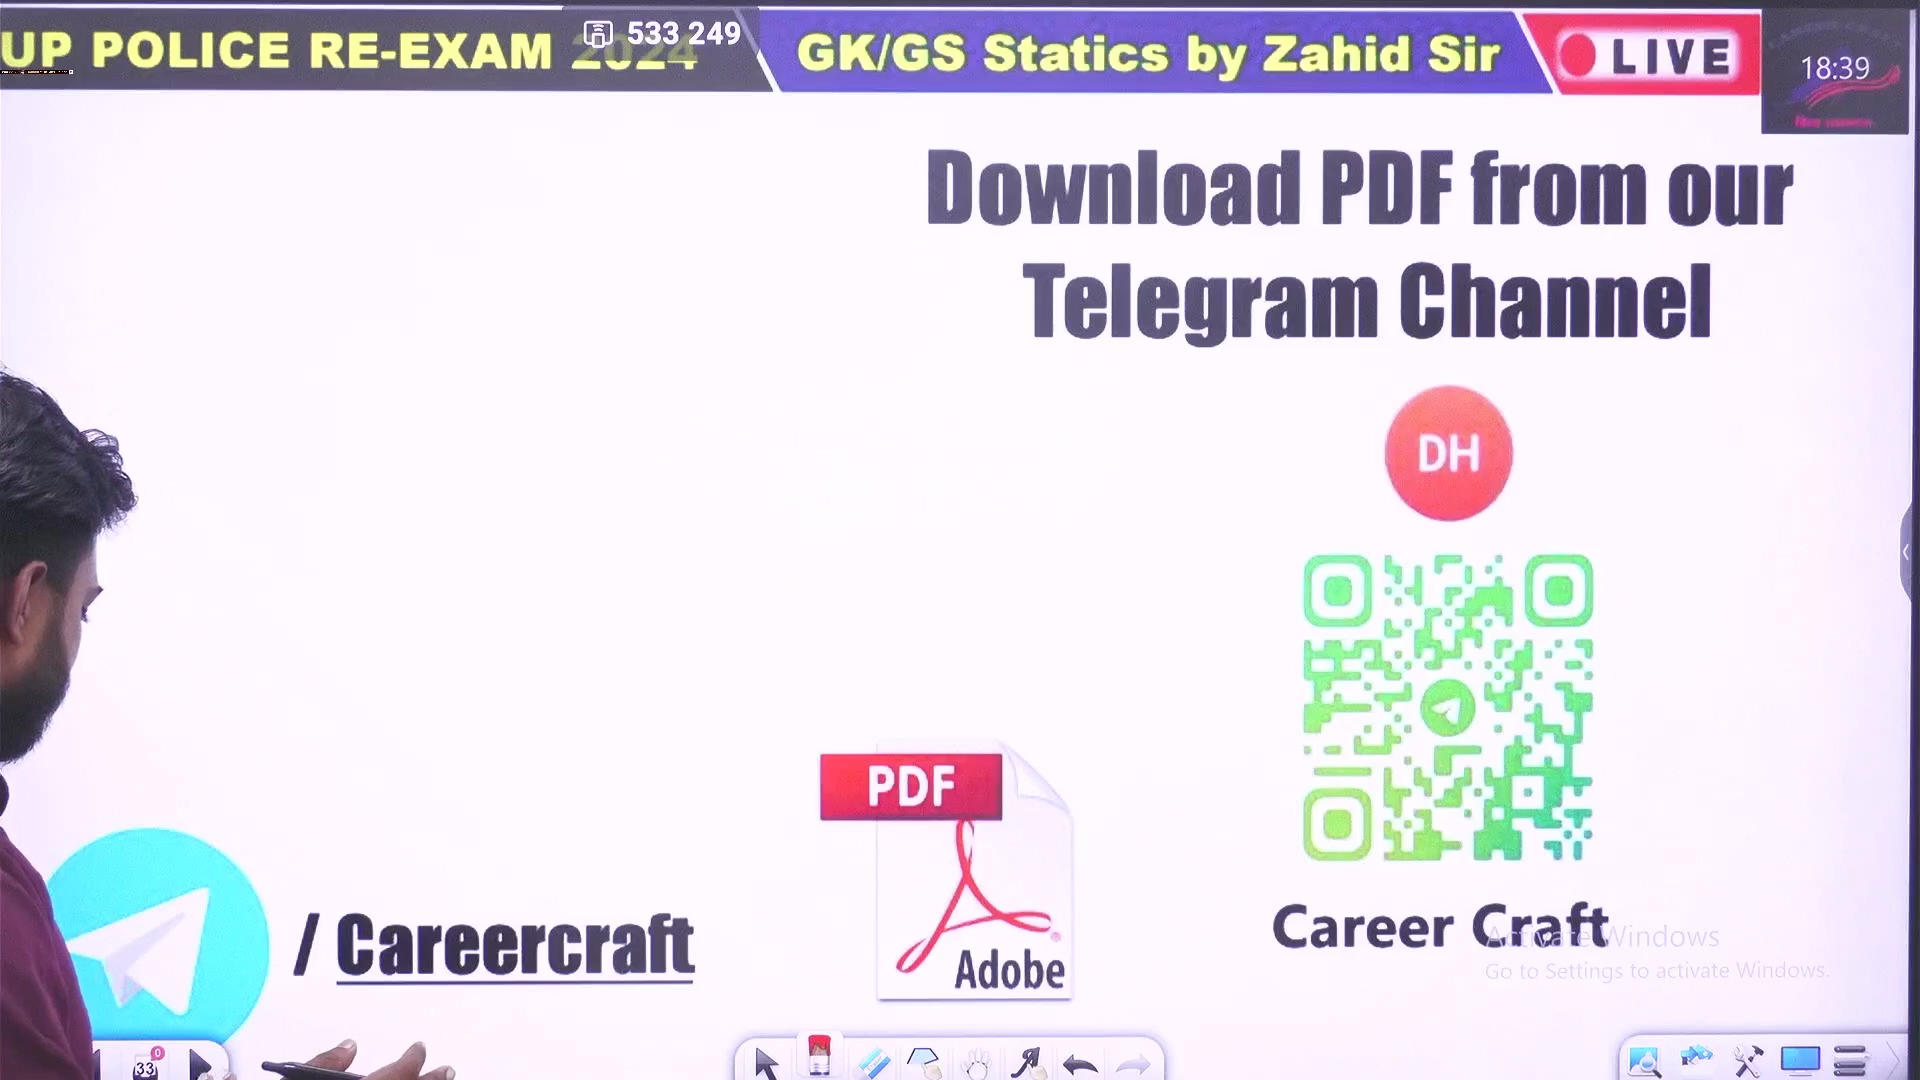 UP POLICE RE-EXAM 2024
533 249
GK/GS Statics by Zahid Sir
LIVE
18:39
Download PDF from our
Telegram Channel
DH
PDF
Adobe
/ Careercraft
Career Craft
Activate Windows
Go to Settings to activate Windows.
33
0